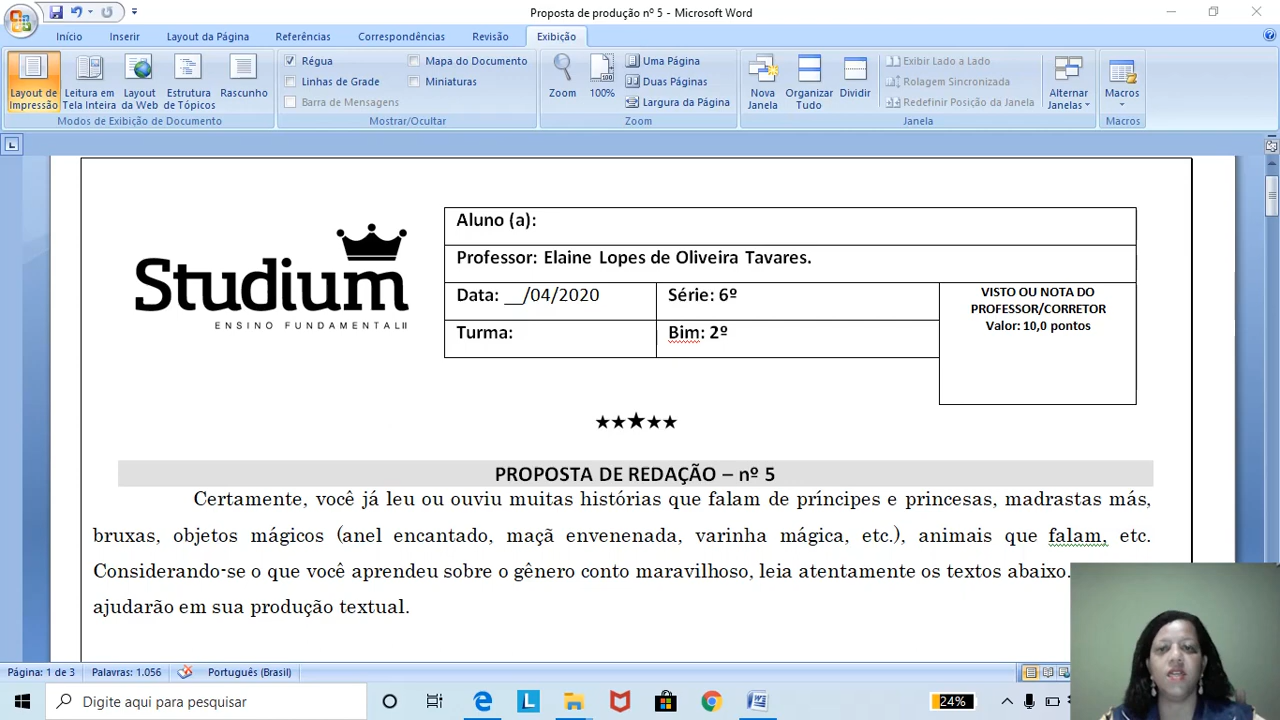 Proposta de produção nº 5 - Microsoft Word
Início Inserir Layout da Página Referências Correspondências Revisão Exibição
Layout de Impressão
Leitura em Tela Inteira
Layout da Web
Estrutura de Tópicos
Rascunho
Modos de Exibição de Documento
Régua
Linhas de Grade
Barra de Mensagens
Mapa do Documento
Miniaturas
Mostrar/Ocultar
Zoom
100%
Uma Página
Duas Páginas
Largura da Página
Zoom
Nova Janela
Organizar Tudo
Dividir
Exibir Lado a Lado
Rolagem Sincronizada
Redefinir Posição da Janela
Alternar Janelas
Janela
Macros
Macros
Studium
ENSINO FUNDAMENTAL II
Aluno (a):
Professor: Elaine Lopes de Oliveira Tavares.
Data: __/04/2020
Série: 6º
Turma:
Bim: 2º
VISTO OU NOTA DO
PROFESSOR/CORRETOR
Valor: 10,0 pontos
★★★★★
PROPOSTA DE REDAÇÃO – nº 5
Certamente, você já leu ou ouviu muitas histórias que falam de príncipes e princesas, madrastas más,
bruxas, objetos mágicos (anel encantado, maçã envenenada, varinha mágica, etc.), animais que falam, etc.
Considerando-se o que você aprendeu sobre o gênero conto maravilhoso, leia atentamente os textos abaixo.
ajudarão em sua produção textual.
Página: 1 de 3 Palavras: 1.056 Português (Brasil)
Digite aqui para pesquisar
24%